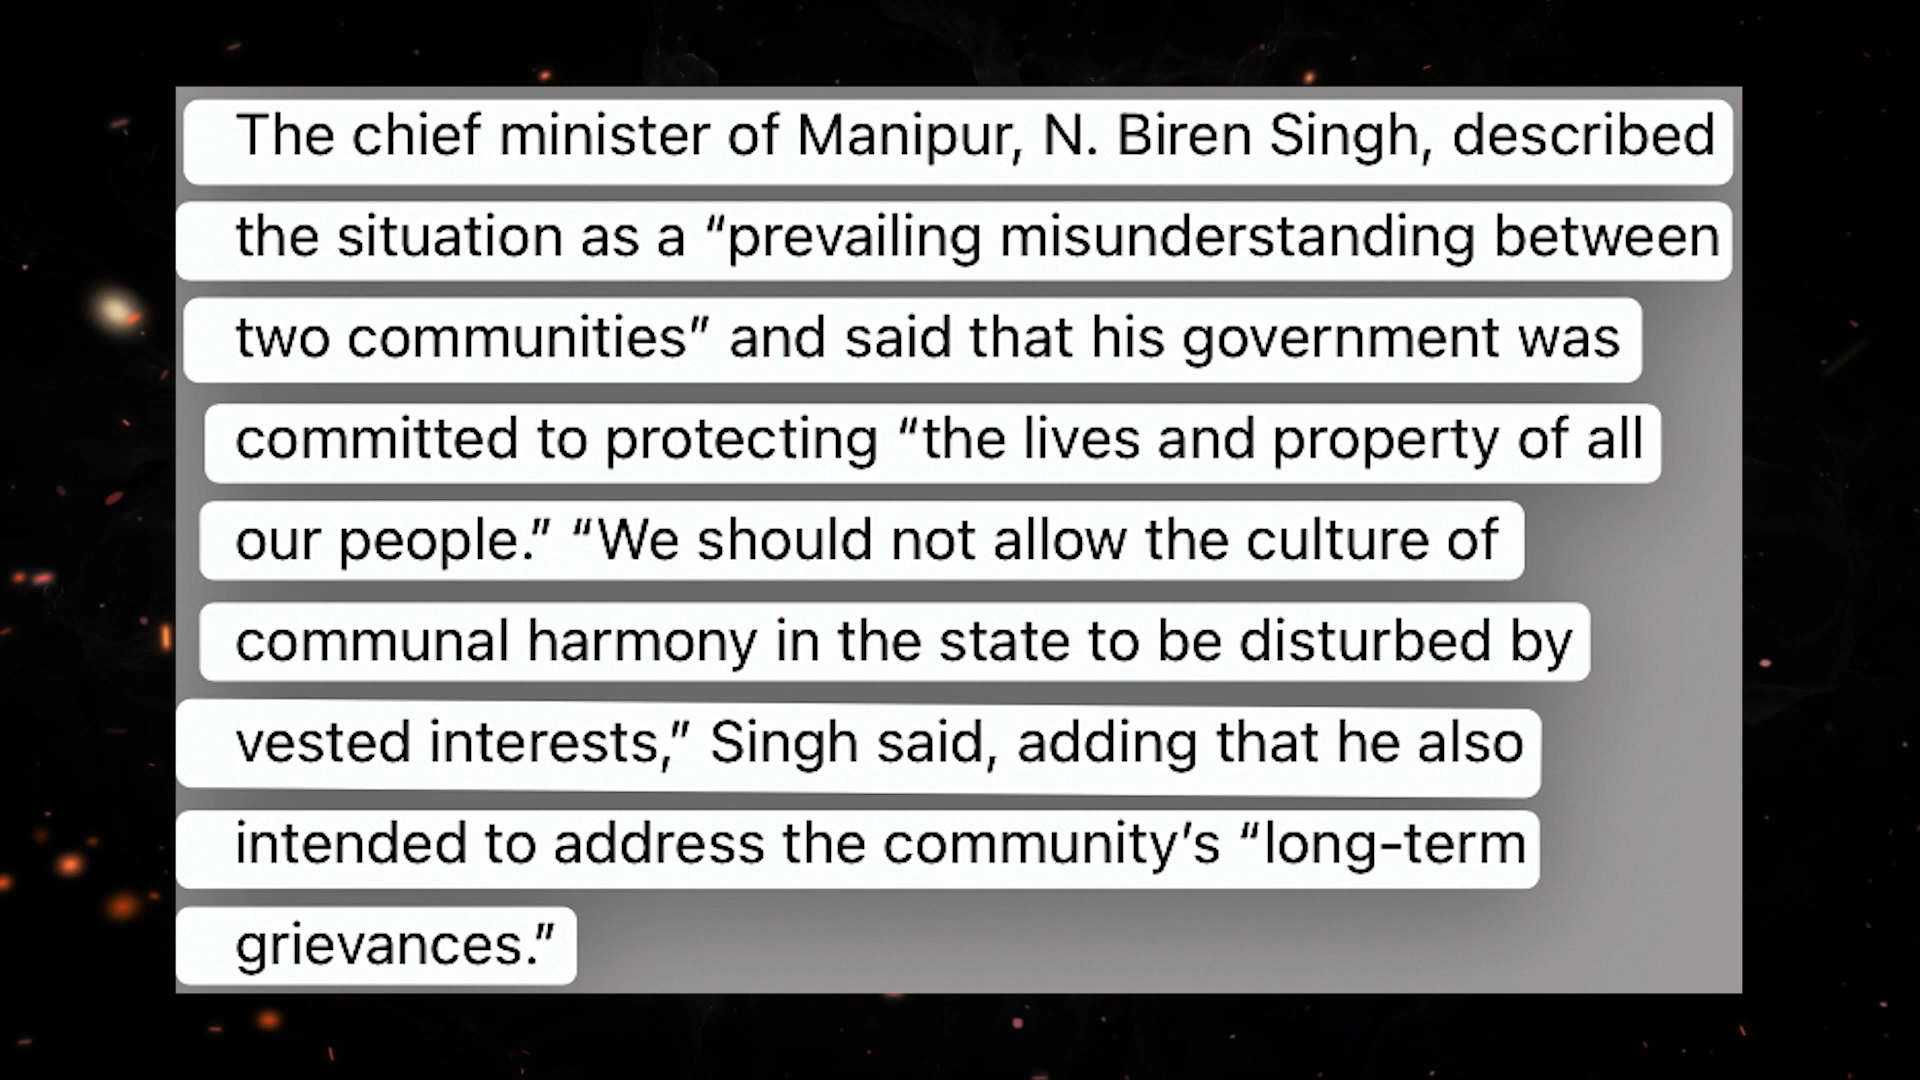 The chief minister of Manipur, N. Biren Singh, described
the situation as a “prevailing misunderstanding between
two communities” and said that his government was
committed to protecting “the lives and property of all
our people.” “We should not allow the culture of
communal harmony in the state to be disturbed by
vested interests,” Singh said, adding that he also
intended to address the community’s “long-term
grievances.”